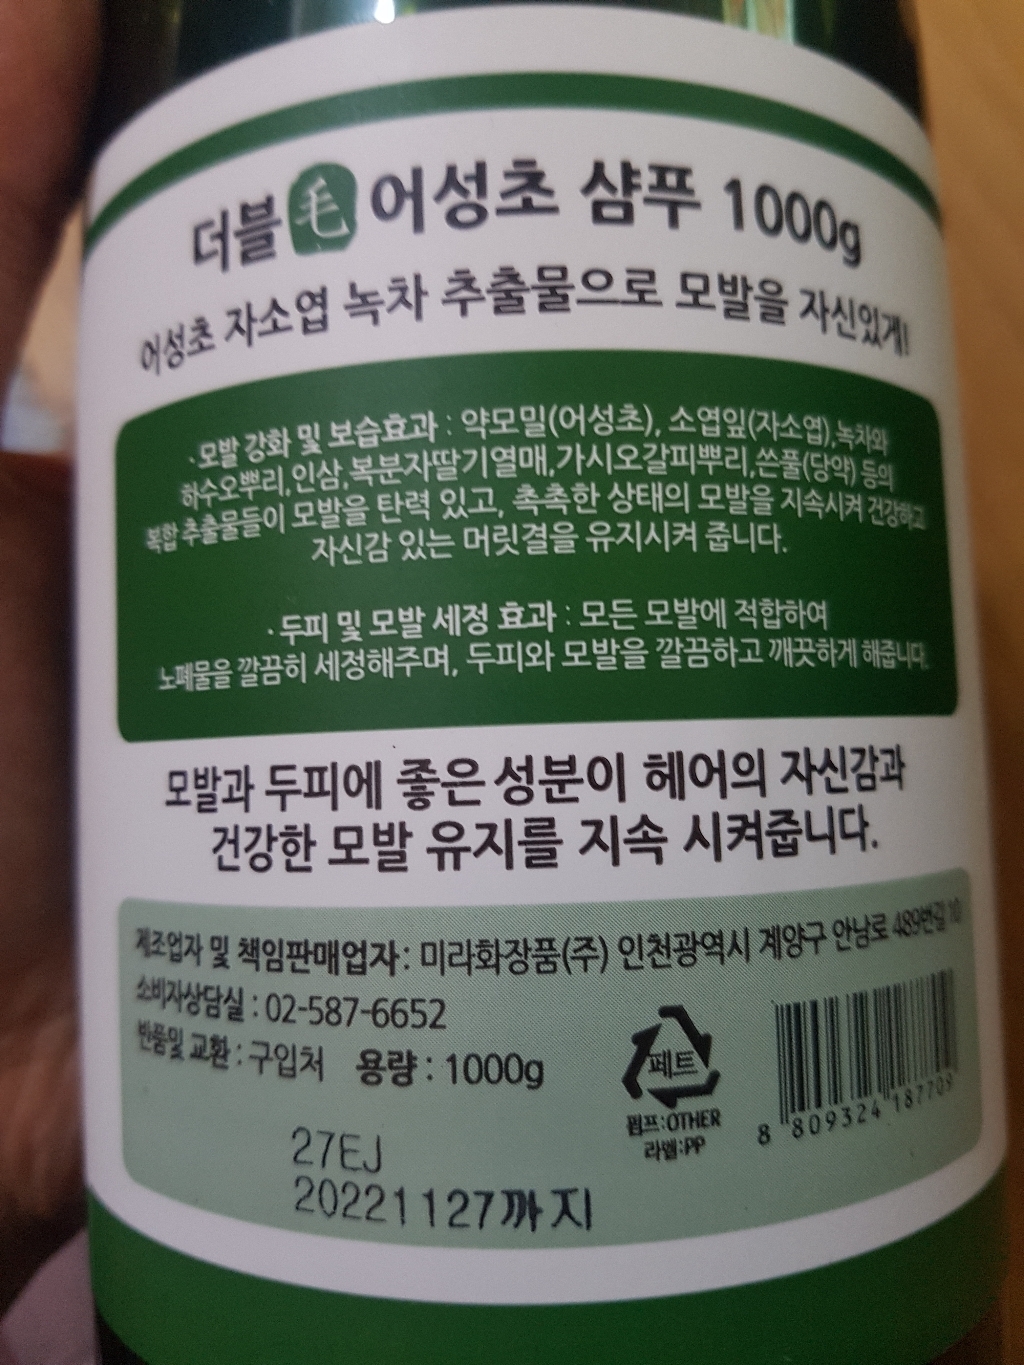 더블毛어성초 샴푸 1000g
어성초 자소엽 녹차 추출물으로 모발을 자신있게!
·모발 강화 및 보습효과 : 약모밀(어성초), 소엽잎(자소엽),녹차와
하수오뿌리,인삼,복분자딸기열매,가시오갈피뿌리,쓴풀(당약) 등의
복합 추출물들이 모발을 탄력 있고, 촉촉한 상태의 모발을 지속시켜 건강하고
자신감 있는 머릿결을 유지시켜 줍니다.
·두피 및 모발 세정 효과 : 모든 모발에 적합하여
노폐물을 깔끔히 세정해주며, 두피와 모발을 깔끔하고 깨끗하게 해줍니다.
모발과 두피에 좋은 성분이 헤어의 자신감과
건강한 모발 유지를 지속 시켜줍니다.
제조업자 및 책임판매업자: 미라화장품(주) 인천광역시 계양구 안남로 489번길 10
소비자상담실 : 02-587-6652
반품및 교환 : 구입처 용량 : 1000g
페트
펌프:OTHER
라벨:PP
8 809324 187709
27EJ
20221127까지